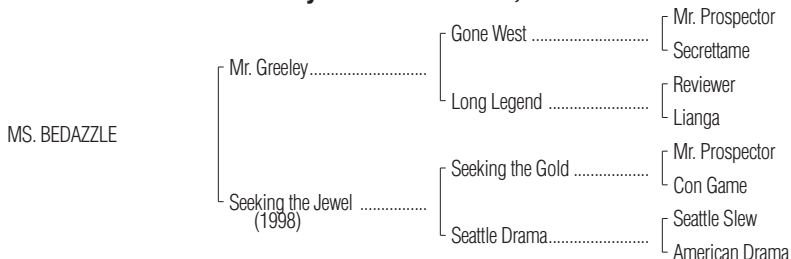 Mr. Prospector
Gone West ............................
Secrettame
Mr. Greeley............................
Reviewer
Long Legend ........................
Lianga
MS. BEDAZZLE
Mr. Prospector
Seeking the Gold ...................
Con Game
Seeking the Jewel ................
(1998)
Seattle Slew
Seattle Drama........................
American Drama